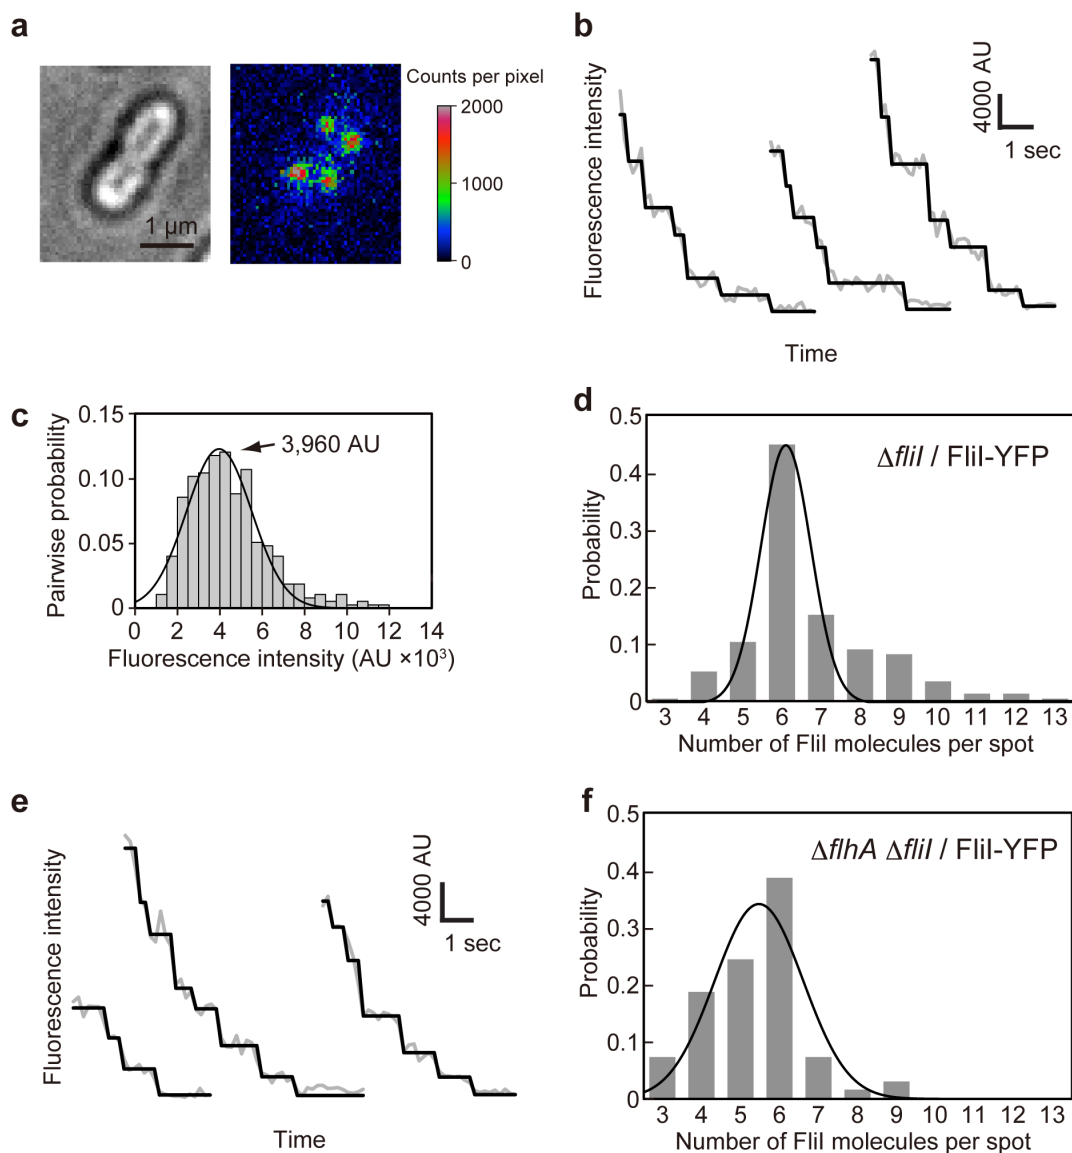 a
Counts per pixel
2000
1000
0
1 μm
b
Fluorescence intensity
4000 AU
1 sec
Time
c
Pairwise probability
0.15
0.10
0.05
0
3,960 AU
0 2 4 6 8 10 12 14
Fluorescence intensity (AU ×10³)
d
Probability
0.5
0.4
0.3
0.2
0.1
0
ΔfliI / FliI-YFP
3 4 5 6 7 8 9 10 11 12 13
Number of FliI molecules per spot
e
Fluorescence intensity
4000 AU
1 sec
Time
f
Probability
0.5
0.4
0.3
0.2
0.1
0
ΔflhA ΔfliI / FliI-YFP
3 4 5 6 7 8 9 10 11 12 13
Number of FliI molecules per spot